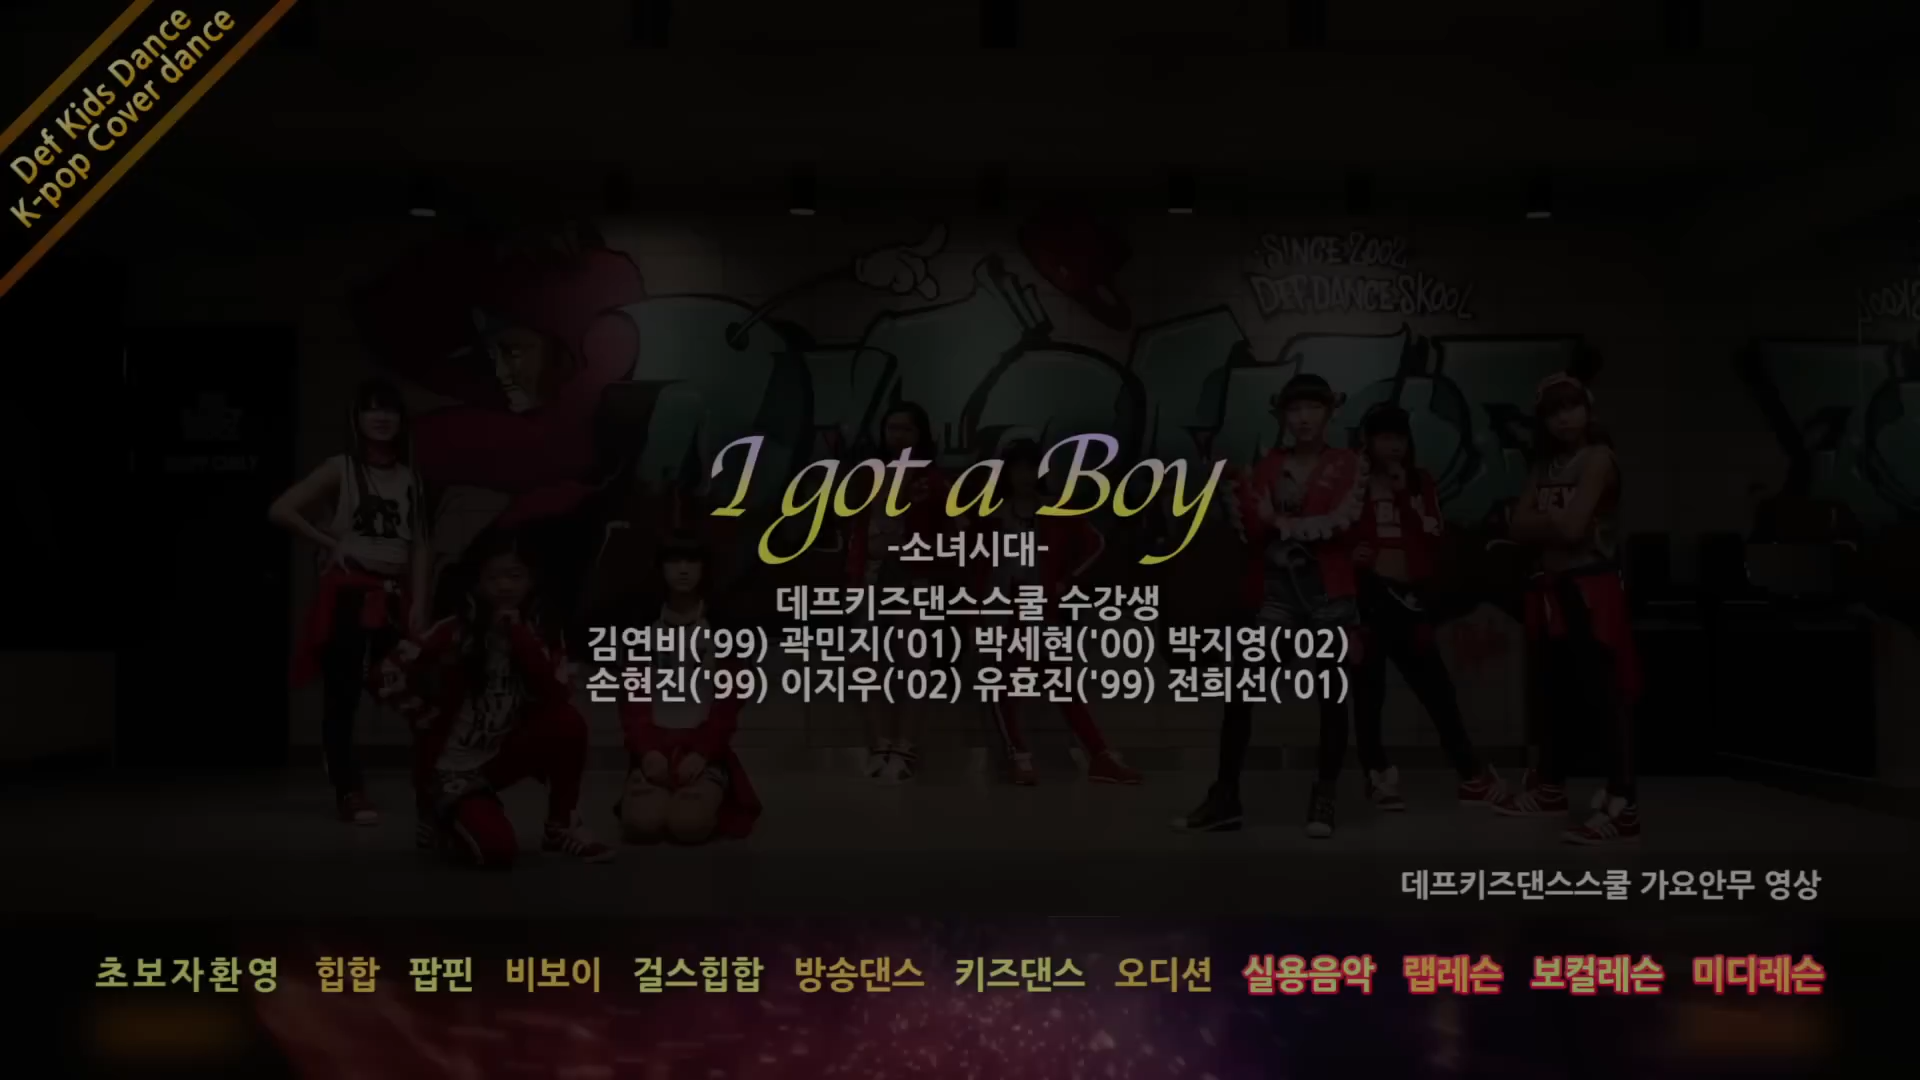 Def Kids Dance
K-pop Cover dance
SINCE 2002
DEF DANCE SKOOL
I got a Boy
-소녀시대-
데프키즈댄스스쿨 수강생
김연비('99) 곽민지('01) 박세현('00) 박지영('02)
손현진('99) 이지우('02) 유효진('99) 전희선('01)
데프키즈댄스스쿨 가요안무 영상
초보자환영 힙합 팝핀 비보이 걸스힙합 방송댄스 키즈댄스 오디션 실용음악 랩레슨 보컬레슨 미디레슨